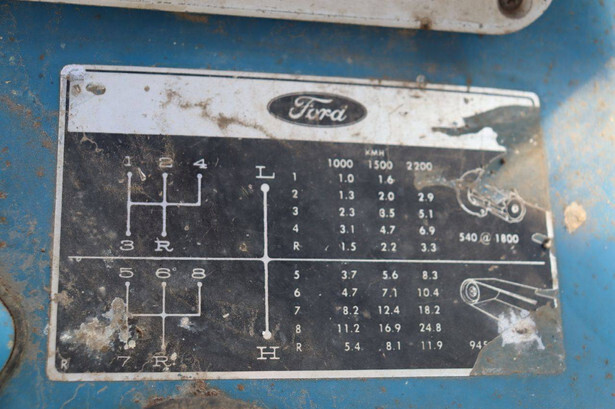 Ford
KMH
1000 1500 2200
1 2 4
L
1 1.0 1.6
2 1.3 2.0 2.9
3 2.3 3.5 5.1
4 3.1 4.7 6.9
R 1.5 2.2 3.3
540 @ 1800
3 R
5 6 8
5 3.7 5.6 8.3
6 4.7 7.1 10.4
7 8.2 12.4 18.2
8 11.2 16.9 24.8
R 5.4 8.1 11.9
945
7 R
H
R